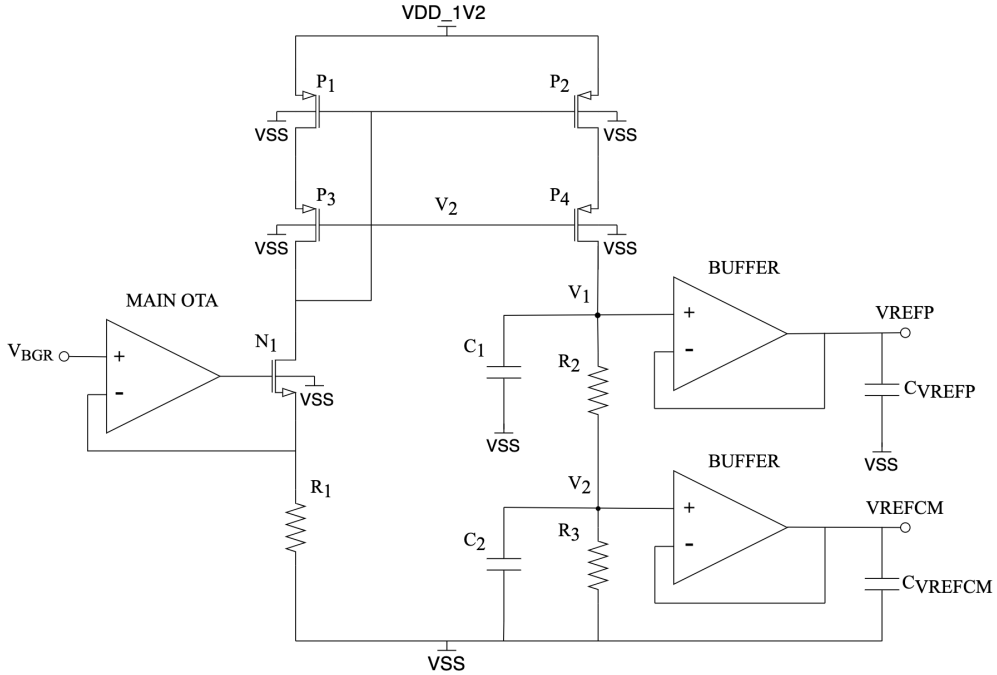 VDD_1V2
P1
P2
VSS
VSS
P3
V2
P4
VSS
VSS
BUFFER
MAIN OTA
V1
+
VREFP
VBGR
+
N1
C1
R2
-
CVREFP
-
VSS
VSS
VSS
BUFFER
R1
V2
+
VREFCM
C2
R3
-
CVREFCM
VSS